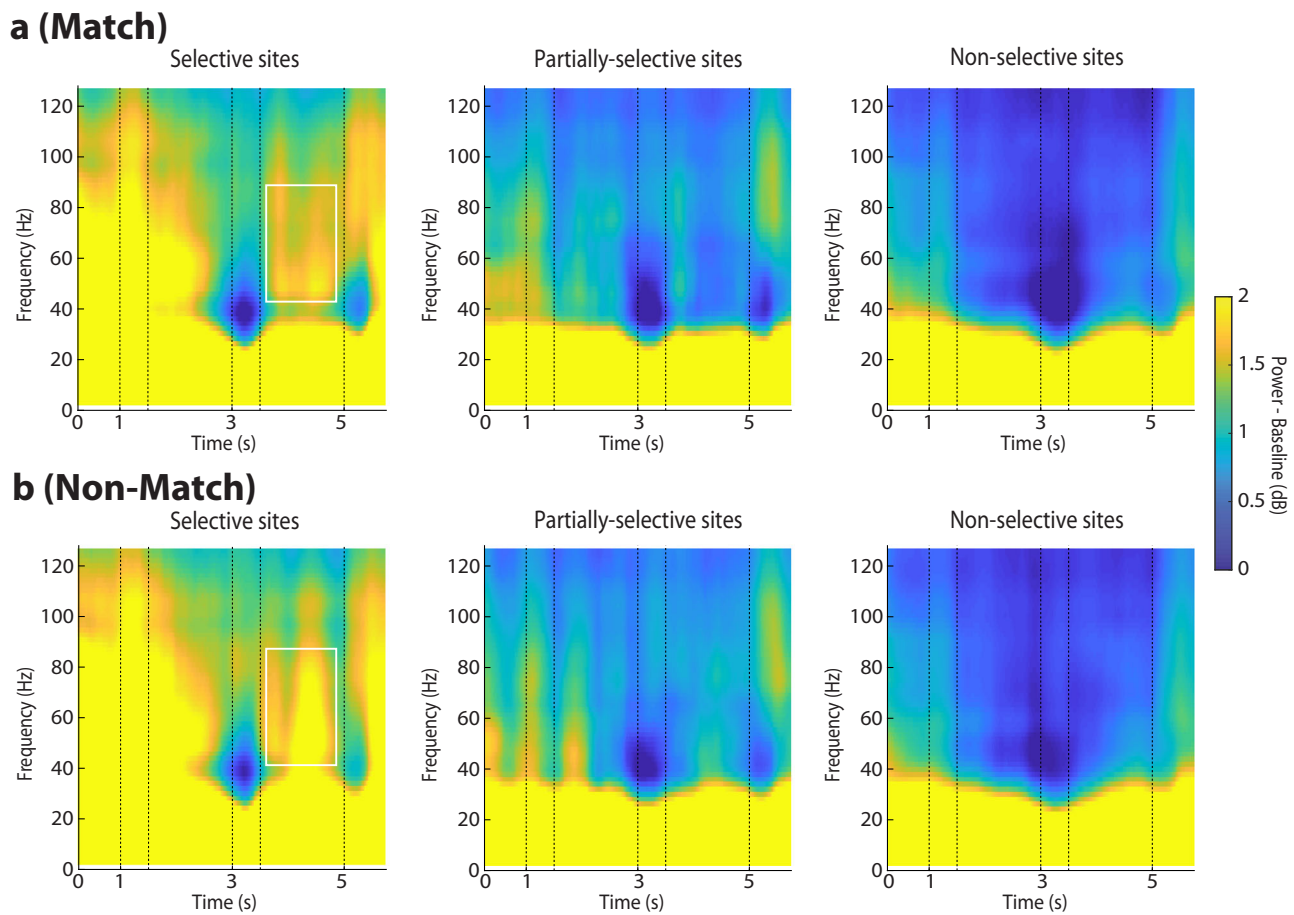 a (Match)
Selective sites
Partially-selective sites
Non-selective sites
Frequency (Hz)
120
100
80
60
40
20
0
0 1 3 5
Time (s)
Frequency (Hz)
120
100
80
60
40
20
0
0 1 3 5
Time (s)
Frequency (Hz)
120
100
80
60
40
20
0
0 1 3 5
Time (s)
2
1.5
1
0.5
0
Power - Baseline (dB)
b (Non-Match)
Selective sites
Partially-selective sites
Non-selective sites
Frequency (Hz)
120
100
80
60
40
20
0
0 1 3 5
Time (s)
Frequency (Hz)
120
100
80
60
40
20
0
0 1 3 5
Time (s)
Frequency (Hz)
120
100
80
60
40
20
0
0 1 3 5
Time (s)